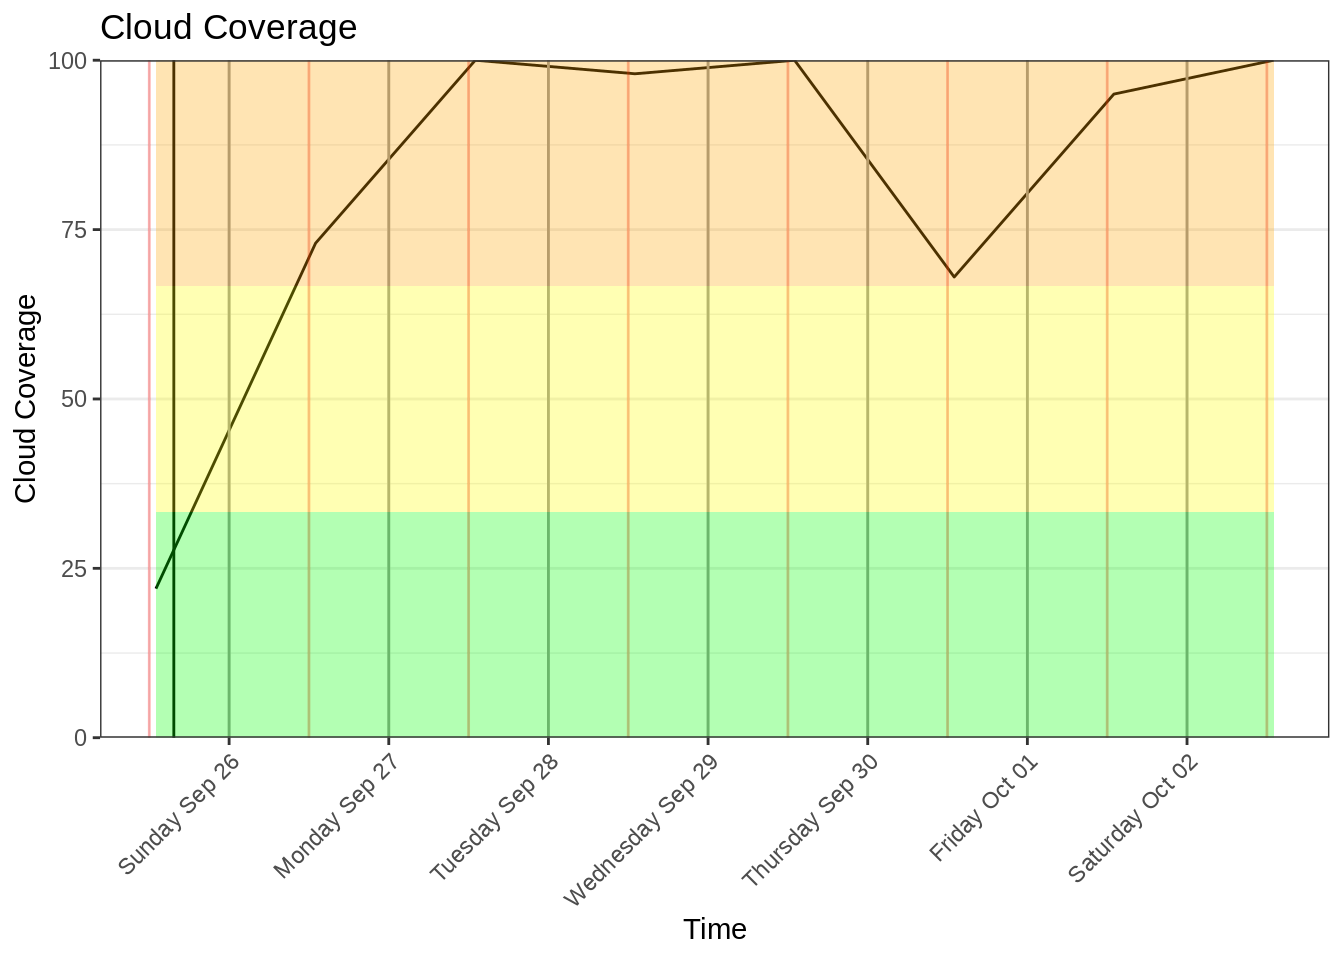 Cloud Coverage
100
75
50
25
0
Cloud Coverage
Sunday Sep 26
Monday Sep 27
Tuesday Sep 28
Wednesday Sep 29
Thursday Sep 30
Friday Oct 01
Saturday Oct 02
Time